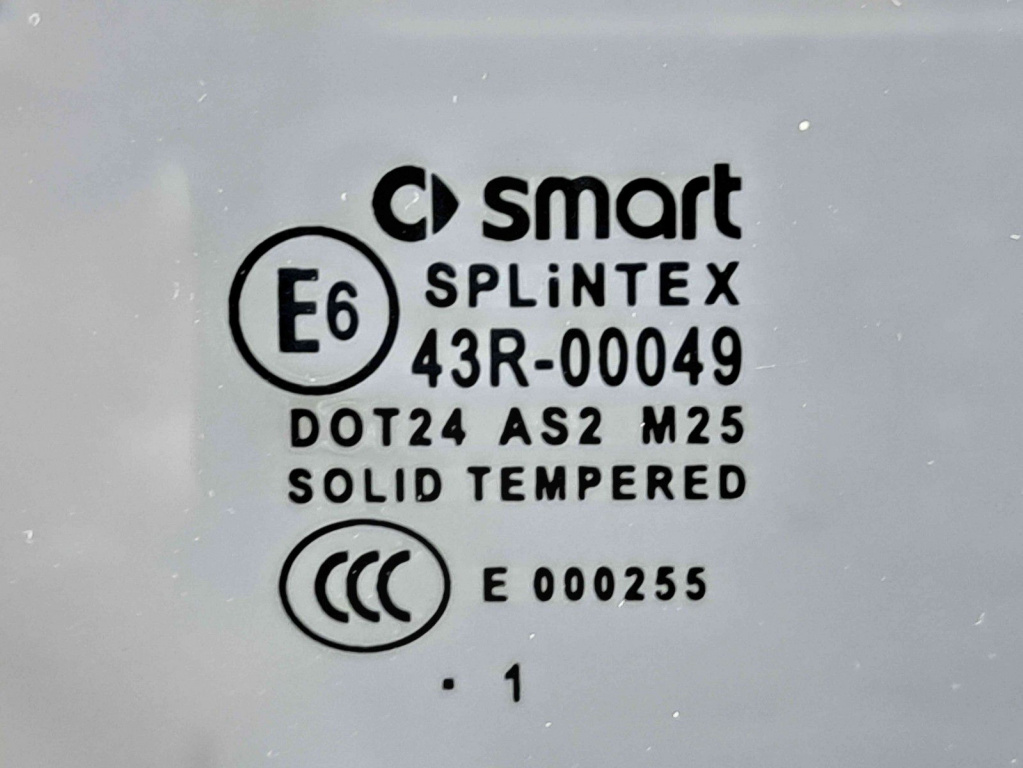 smart
SPLiNTEX
E6
43R-00049
DOT24 AS2 M25
SOLID TEMPERED
CCC E 000255
. 1